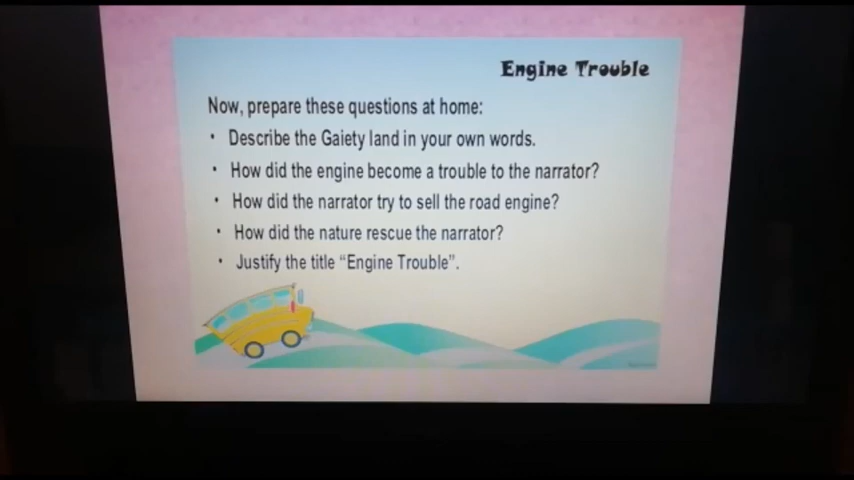 Engine Trouble
Now, prepare these questions at home:
• Describe the Gaiety land in your own words.
• How did the engine become a trouble to the narrator?
• How did the narrator try to sell the road engine?
• How did the nature rescue the narrator?
• Justify the title “Engine Trouble”.